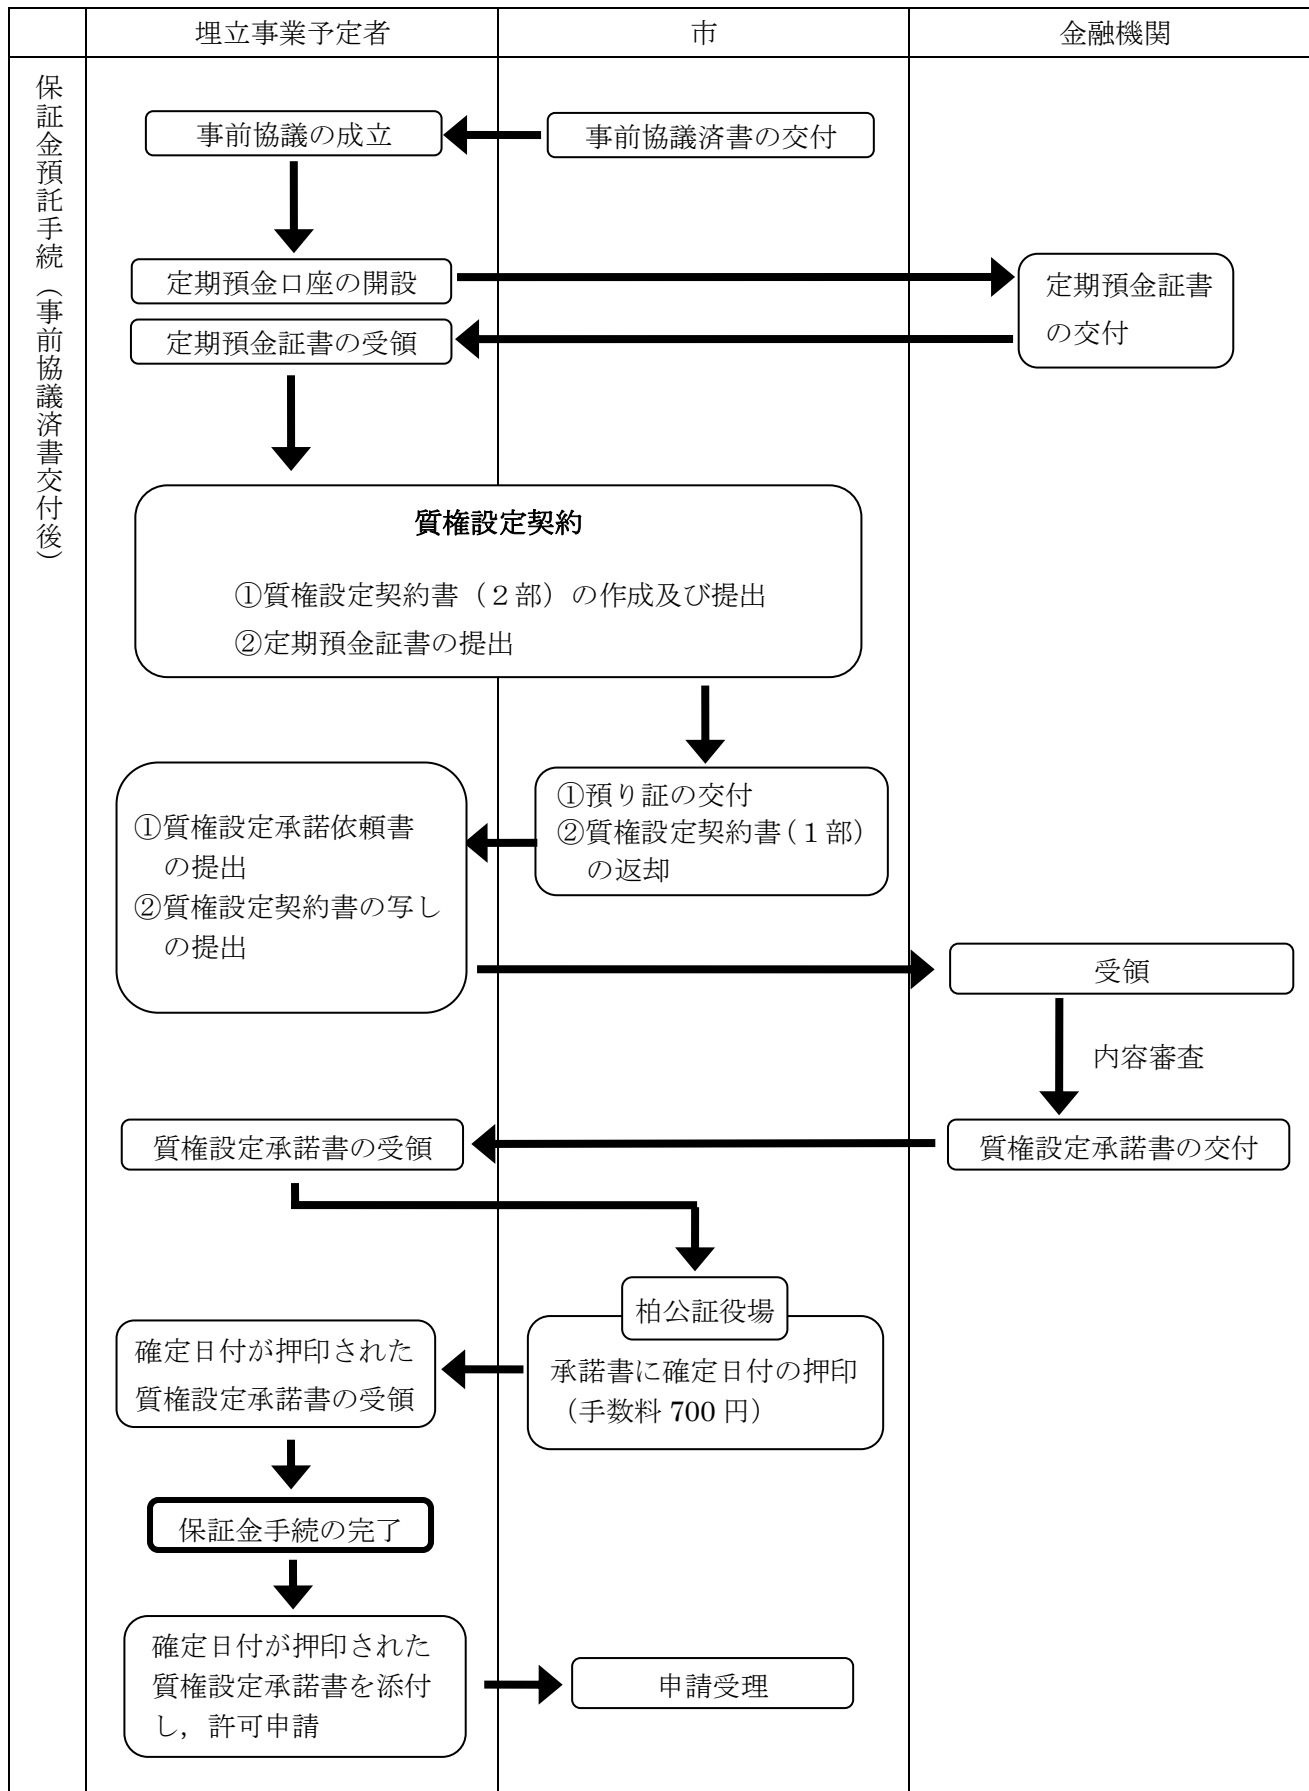 埋立事業予定者
市
金融機関
保証金預託手続（事前協議済書交付後）
事前協議の成立
事前協議済書の交付
定期預金口座の開設
定期預金証書
の交付
定期預金証書の受領
質権設定契約
①質権設定契約書（２部）の作成及び提出
②定期預金証書の提出
①預り証の交付
②質権設定契約書（１部）
の返却
①質権設定承諾依頼書
の提出
②質権設定契約書の写し
の提出
受領
内容審査
質権設定承諾書の受領
質権設定承諾書の交付
柏公証役場
承諾書に確定日付の押印
（手数料 700 円）
確定日付が押印された
質権設定承諾書の受領
保証金手続の完了
確定日付が押印された
質権設定承諾書を添付
し，許可申請
申請受理